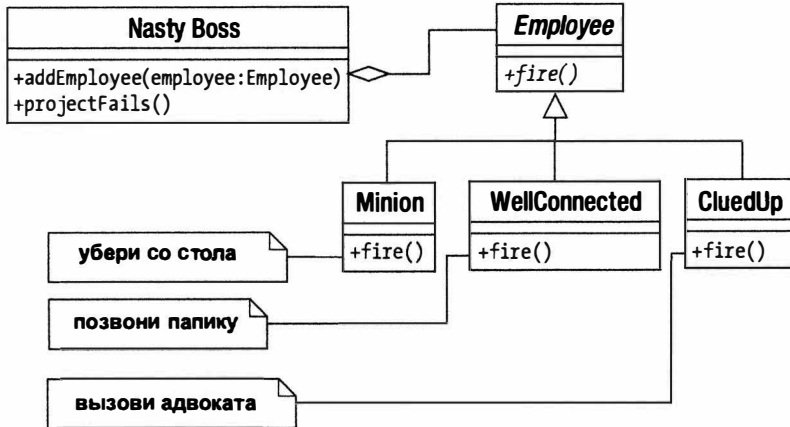 Nasty Boss
+addEmployee(employee:Employee)
+projectFails()
Employee
+fire()
Minion
+fire()
WellConnected
+fire()
CluedUp
+fire()
убери со стола
позвони папику
вызови адвоката